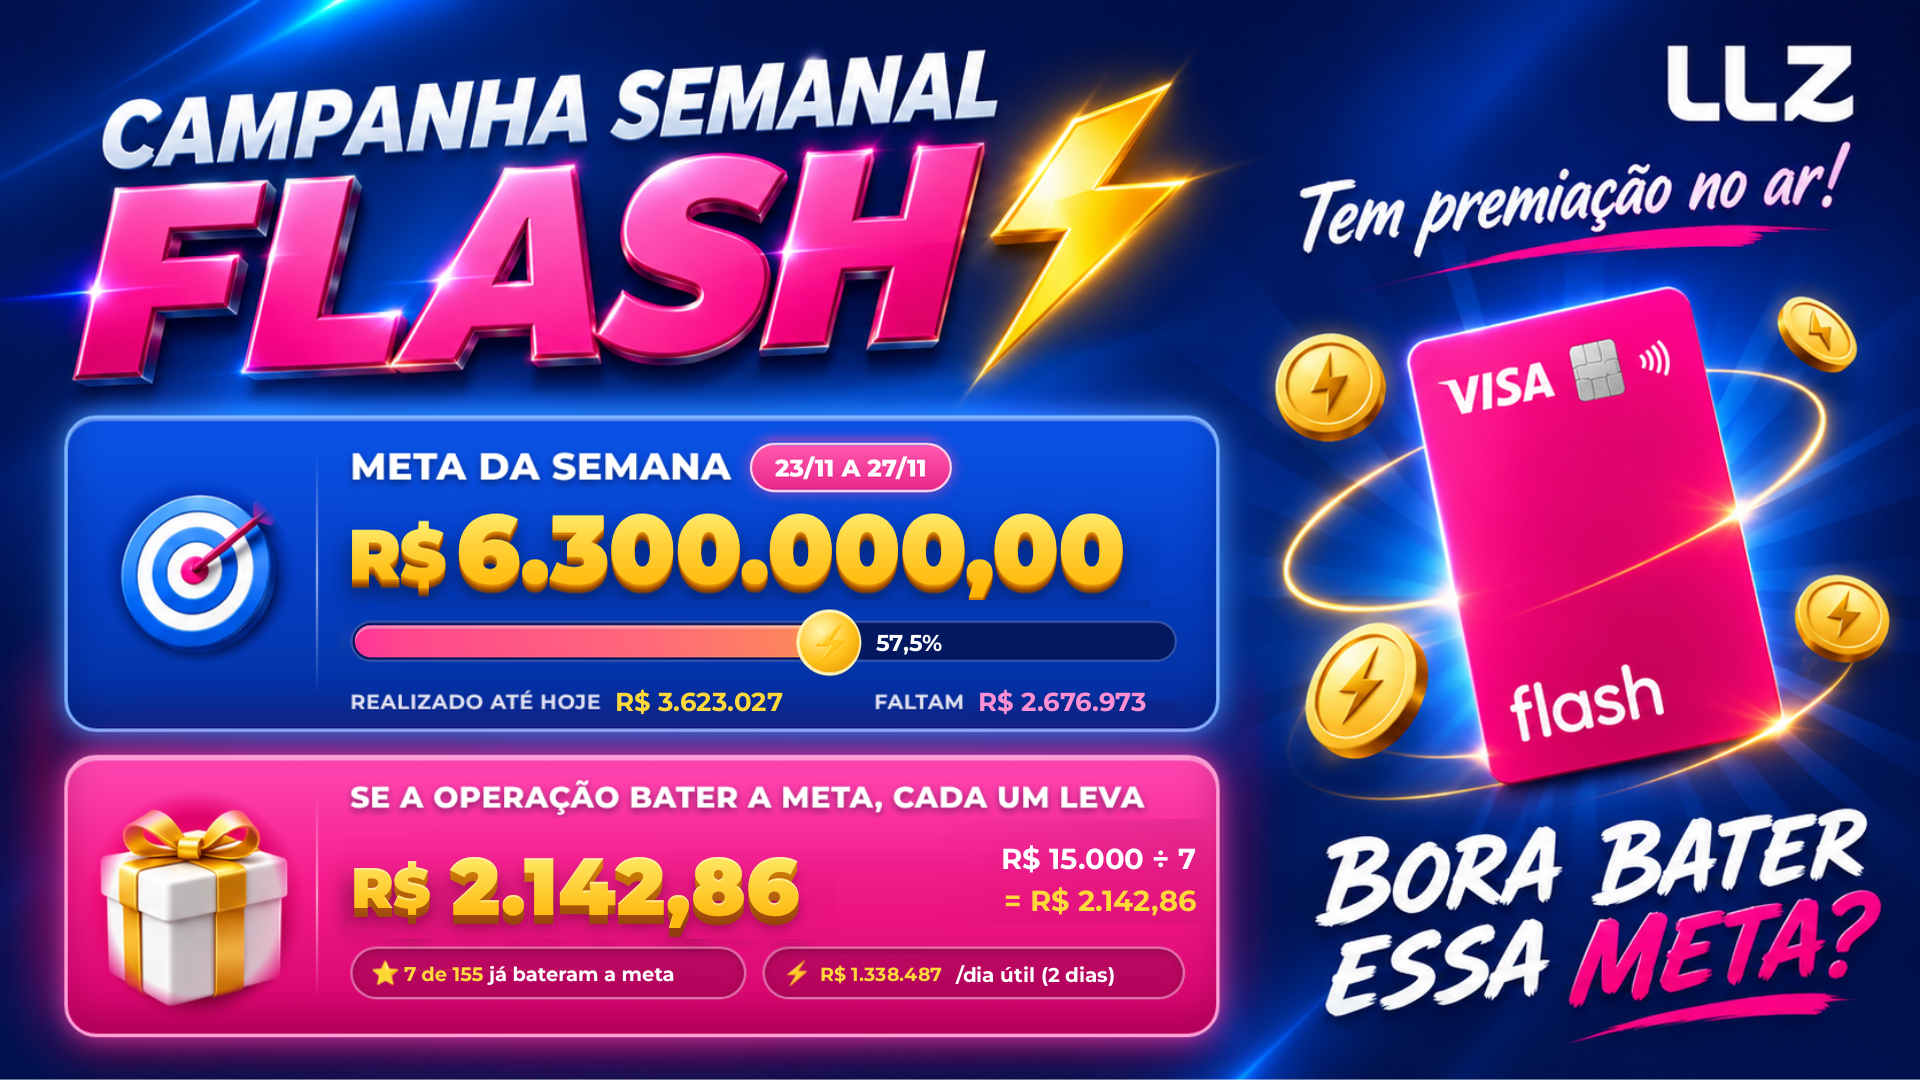 CAMPANHA SEMANAL
FLASH
LLZ
Tem premiação no ar!
META DA SEMANA 23/11 A 27/11
R$ 6.300.000,00
57,5%
REALIZADO ATÉ HOJE R$ 3.623.027 FALTAM R$ 2.676.973
SE A OPERAÇÃO BATER A META, CADA UM LEVA
R$ 2.142,86
R$ 15.000 ÷ 7
= R$ 2.142,86
7 de 155 já bateram a meta
R$ 1.338.487 /dia útil (2 dias)
VISA
flash
BORA BATER
ESSA META?